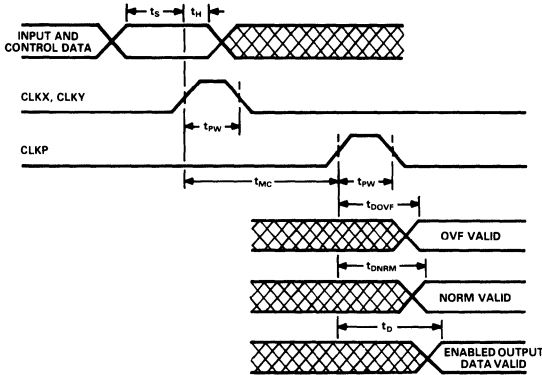 tS
tH
INPUT AND
CONTROL DATA
CLKX, CLKY
tPW
CLKP
tMC
tPW
tDOVF
OVF VALID
tDNRM
NORM VALID
tD
ENABLED OUTPUT
DATA VALID